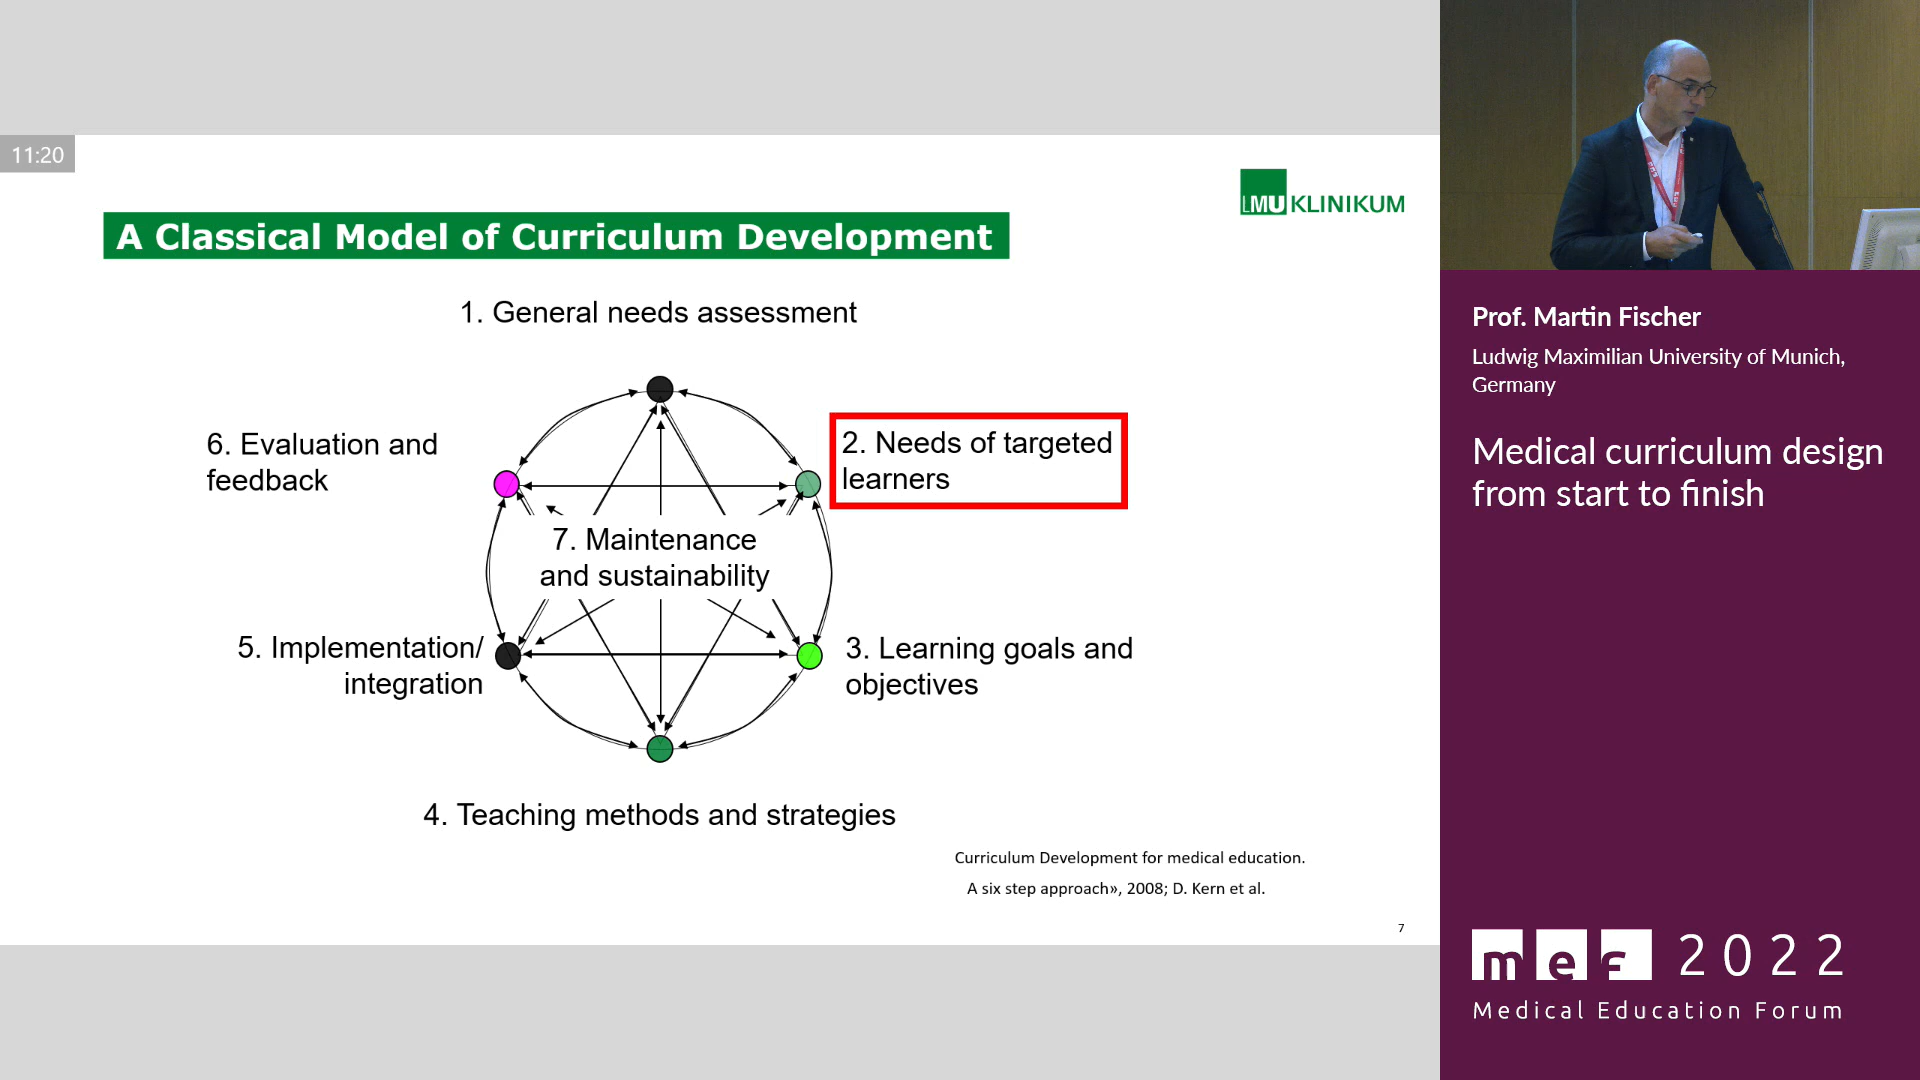 11:20
LMU KLINIKUM
A Classical Model of Curriculum Development
1. General needs assessment
6. Evaluation and
feedback
2. Needs of targeted
learners
7. Maintenance
and sustainability
5. Implementation/
integration
3. Learning goals and
objectives
4. Teaching methods and strategies
Curriculum Development for medical education.
A six step approach», 2008; D. Kern et al.
7
Prof. Martin Fischer
Ludwig Maximilian University of Munich,
Germany
Medical curriculum design
from start to finish
mef 2022
Medical Education Forum